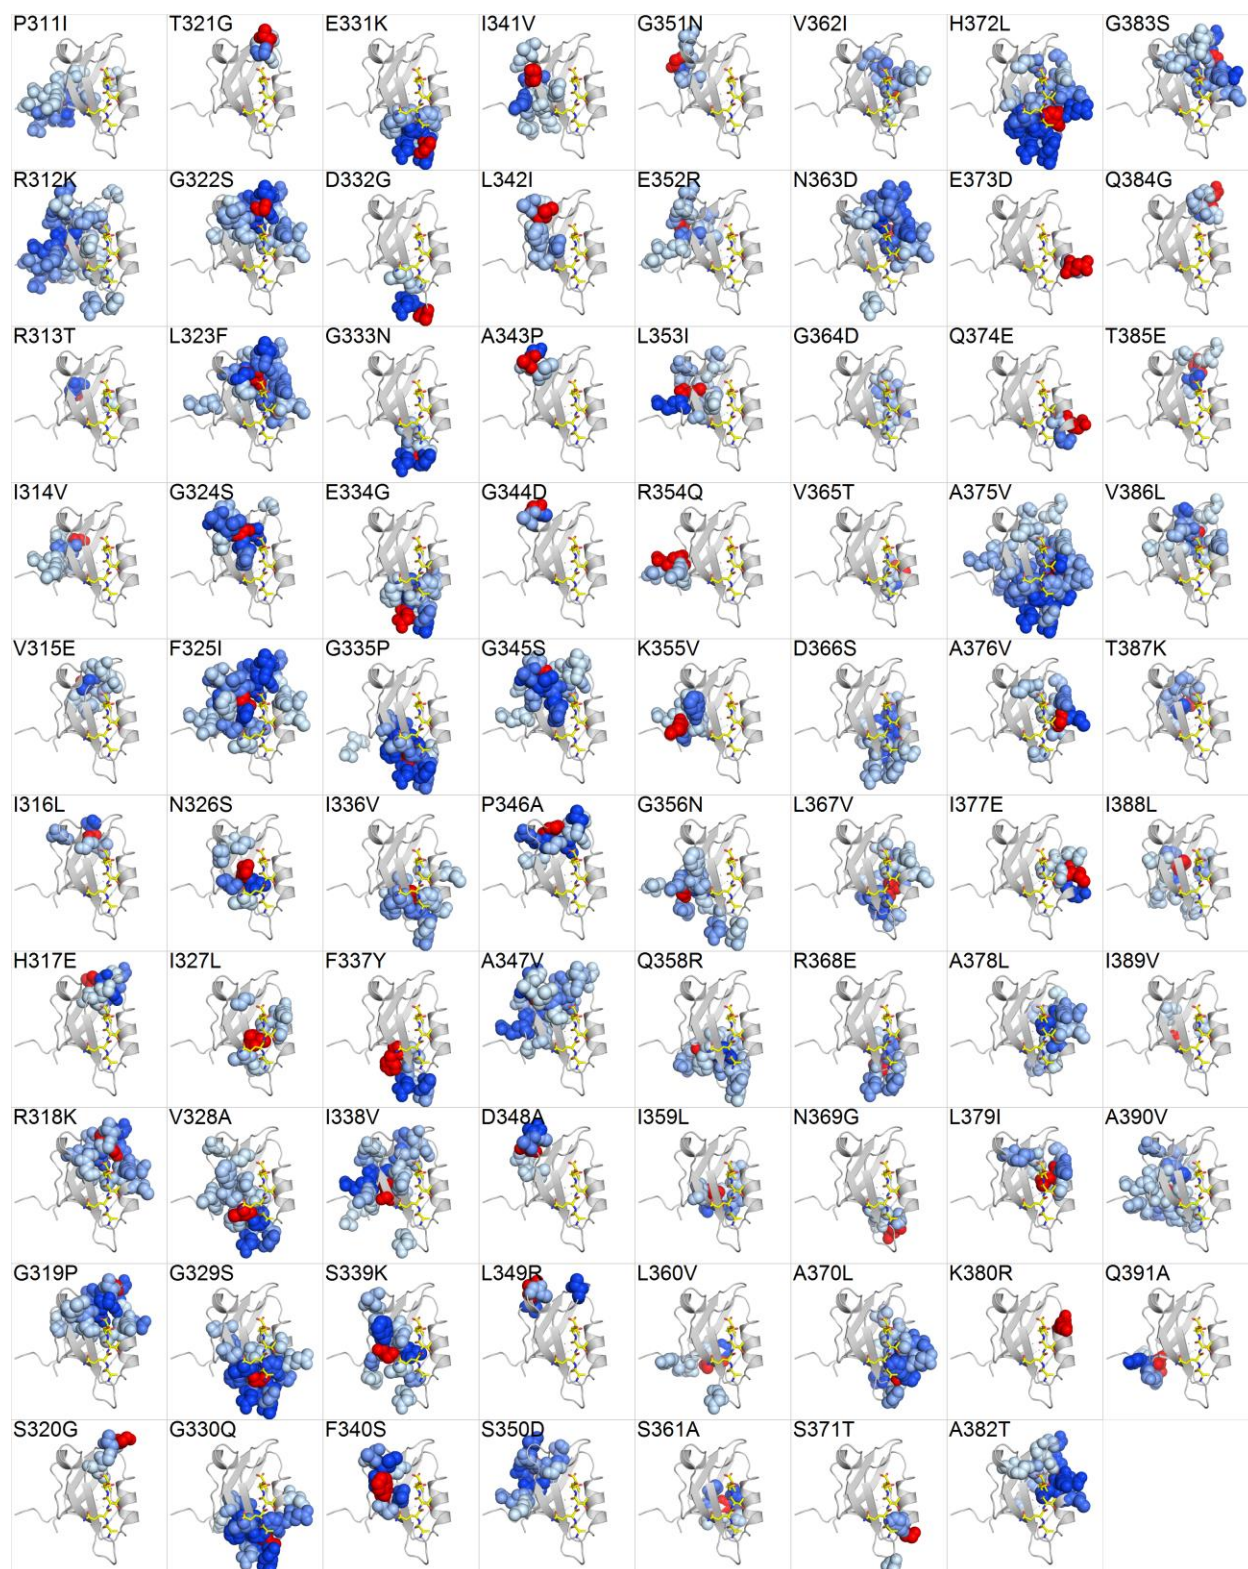 P311I T321G E331K I341V G351N V362I H372L G383S
R312K G322S D332G L342I E352R N363D E373D Q384G
R313T L323F G333N A343P L353I G364D Q374E T385E
I314V G324S E334G G344D R354Q V365T A375V V386L
V315E F325I G335P G345S K355V D366S A376V T387K
I316L N326S I336V P346A G356N L367V I377E I388L
H317E I327L F337Y A347V Q358R R368E A378L I389V
R318K V328A I338V D348A I359L N369G L379I A390V
G319P G329S S339K L349R L360V A370L K380R Q391A
S320G G330Q F340S S350D S361A S371T A382T